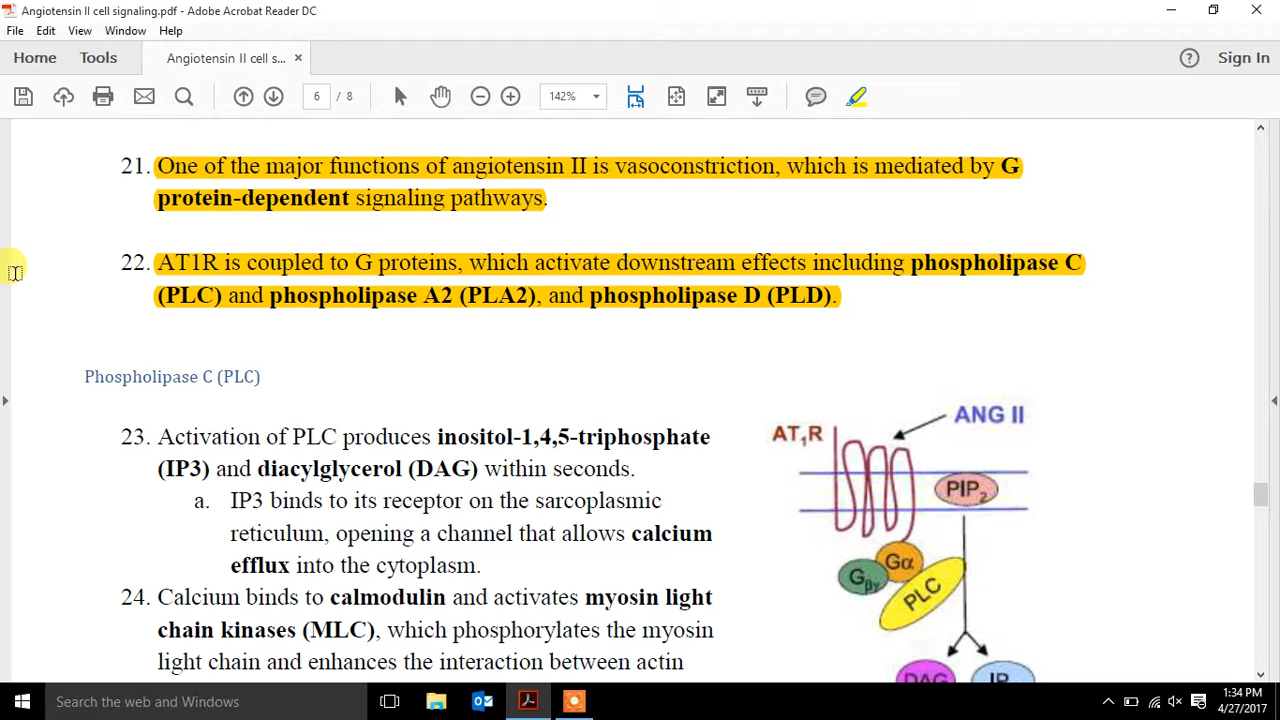 Angiotensin II cell signaling.pdf - Adobe Acrobat Reader DC
File Edit View Window Help
Home Tools Angiotensin II cell s... × Sign In
6 / 8 142%
21. One of the major functions of angiotensin II is vasoconstriction, which is mediated by G
protein-dependent signaling pathways.
22. AT1R is coupled to G proteins, which activate downstream effects including phospholipase C
(PLC) and phospholipase A2 (PLA2), and phospholipase D (PLD).
Phospholipase C (PLC)
23. Activation of PLC produces inositol-1,4,5-triphosphate
(IP3) and diacylglycerol (DAG) within seconds.
a. IP3 binds to its receptor on the sarcoplasmic
reticulum, opening a channel that allows calcium
efflux into the cytoplasm.
24. Calcium binds to calmodulin and activates myosin light
chain kinases (MLC), which phosphorylates the myosin
light chain and enhances the interaction between actin
ANG II
AT₁R
PIP₂
Gα
Gβγ
PLC
DAG IP
Search the web and Windows
1:34 PM
4/27/2017